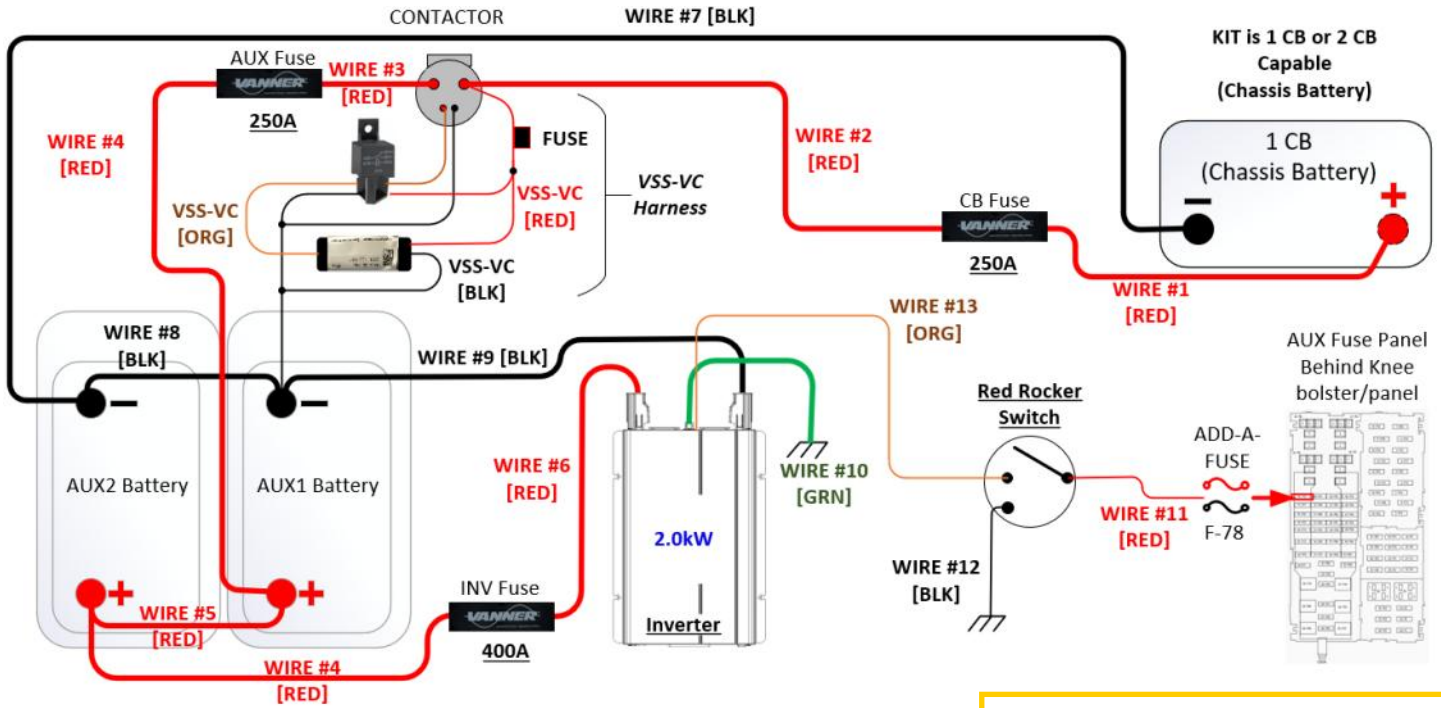 CONTACTOR
WIRE #7 [BLK]
KIT is 1 CB or 2 CB
Capable
(Chassis Battery)
AUX Fuse
VANNER
250A
WIRE #3
[RED]
WIRE #4
[RED]
FUSE
VSS-VC
[ORG]
VSS-VC
[RED]
VSS-VC
[BLK]
VSS-VC
Harness
WIRE #2
[RED]
CB Fuse
VANNER
250A
1 CB
(Chassis Battery)
WIRE #1
[RED]
WIRE #8
[BLK]
WIRE #9 [BLK]
AUX2 Battery
AUX1 Battery
WIRE #5
[RED]
WIRE #4
[RED]
INV Fuse
VANNER
400A
WIRE #6
[RED]
2.0kW
Inverter
WIRE #10
[GRN]
WIRE #13
[ORG]
Red Rocker
Switch
WIRE #12
[BLK]
WIRE #11
[RED]
ADD-A-
FUSE
F-78
AUX Fuse Panel
Behind Knee
bolster/panel